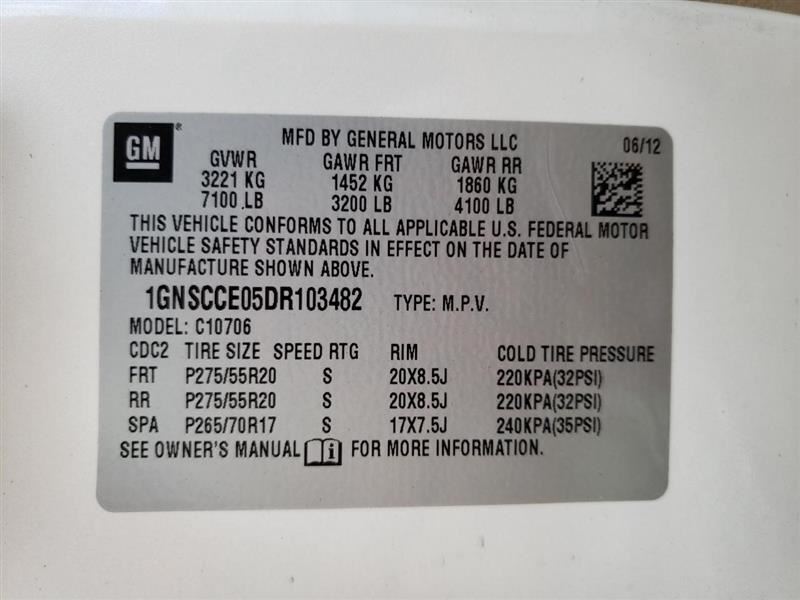 GM
MFD BY GENERAL MOTORS LLC 06/12
GVWR GAWR FRT GAWR RR
3221 KG 1452 KG 1860 KG
7100 LB 3200 LB 4100 LB
THIS VEHICLE CONFORMS TO ALL APPLICABLE U.S. FEDERAL MOTOR
VEHICLE SAFETY STANDARDS IN EFFECT ON THE DATE OF
MANUFACTURE SHOWN ABOVE.
1GNSCCE05DR103482 TYPE: M.P.V.
MODEL: C10706
CDC2 TIRE SIZE SPEED RTG RIM COLD TIRE PRESSURE
FRT P275/55R20 S 20X8.5J 220KPA(32PSI)
RR P275/55R20 S 20X8.5J 220KPA(32PSI)
SPA P265/70R17 S 17X7.5J 240KPA(35PSI)
SEE OWNER'S MANUAL i FOR MORE INFORMATION.